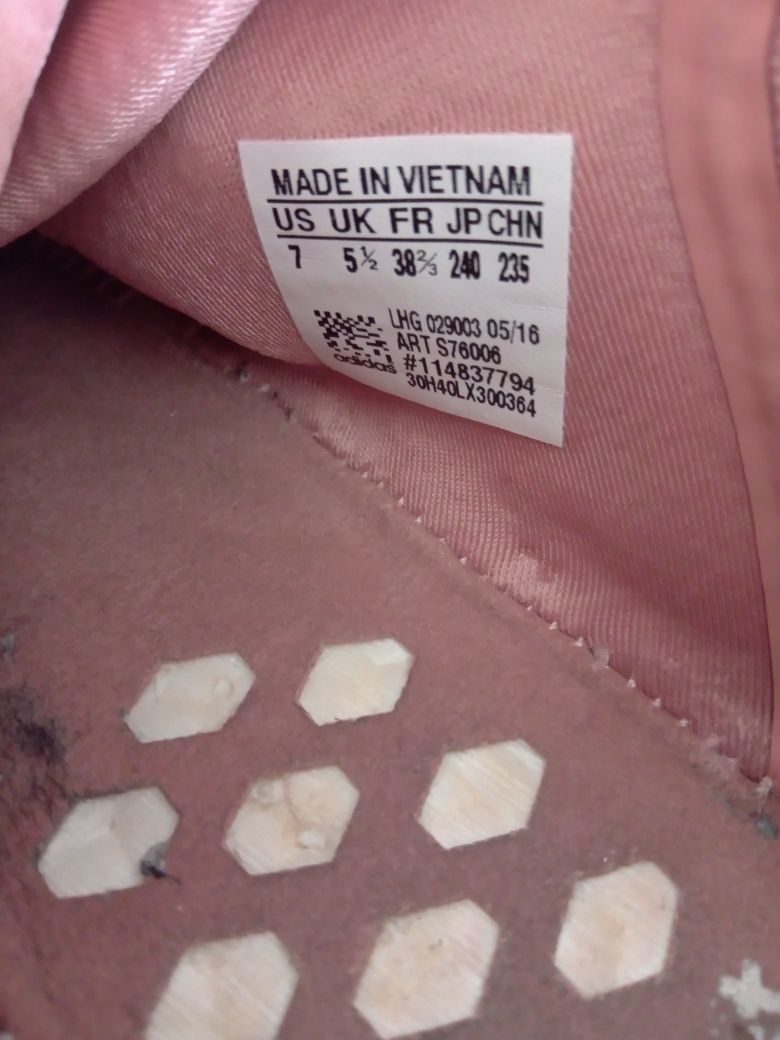 MADE IN VIETNAM
US UK FR JP CHN
7 5½ 38⅔ 240 235
LHG 029003 05/16
ART S76006
adidas #114837794
30H40LX300364